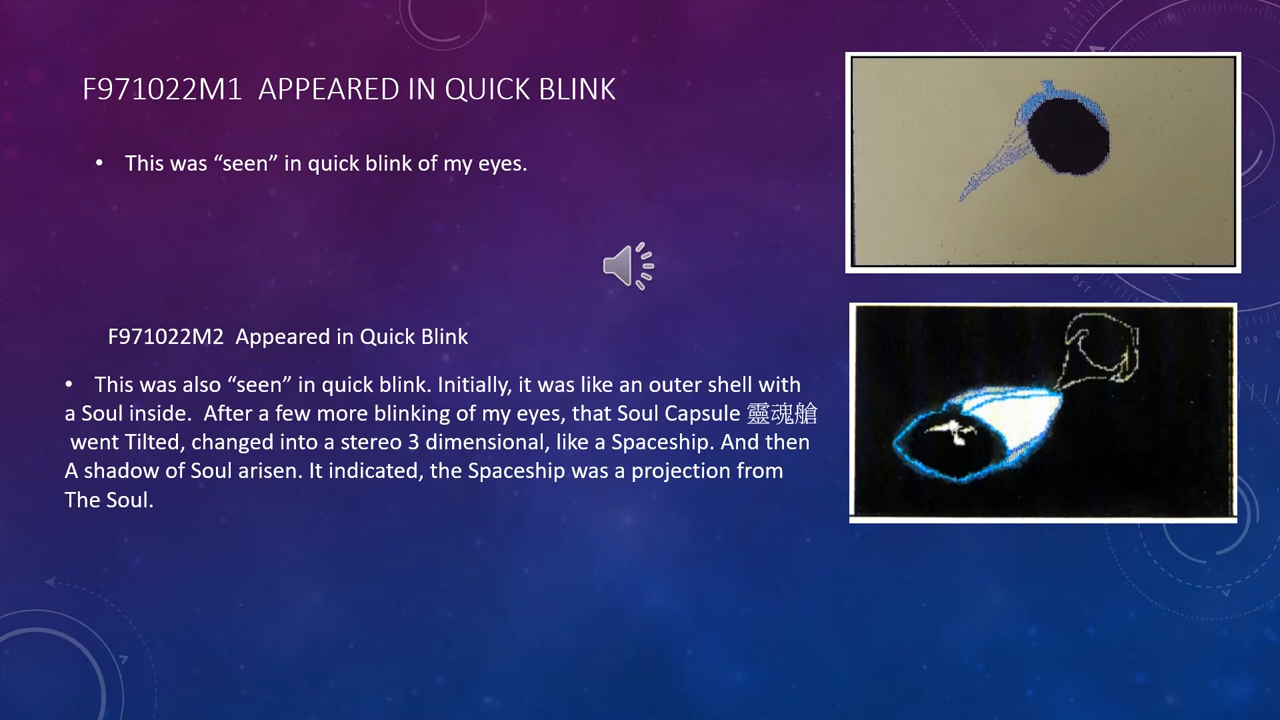 F971022M1 APPEARED IN QUICK BLINK
• This was “seen” in quick blink of my eyes.
F971022M2 Appeared in Quick Blink
• This was also “seen” in quick blink. Initially, it was like an outer shell with
a Soul inside. After a few more blinking of my eyes, that Soul Capsule 靈魂艙
went Tilted, changed into a stereo 3 dimensional, like a Spaceship. And then
A shadow of Soul arisen. It indicated, the Spaceship was a projection from
The Soul.